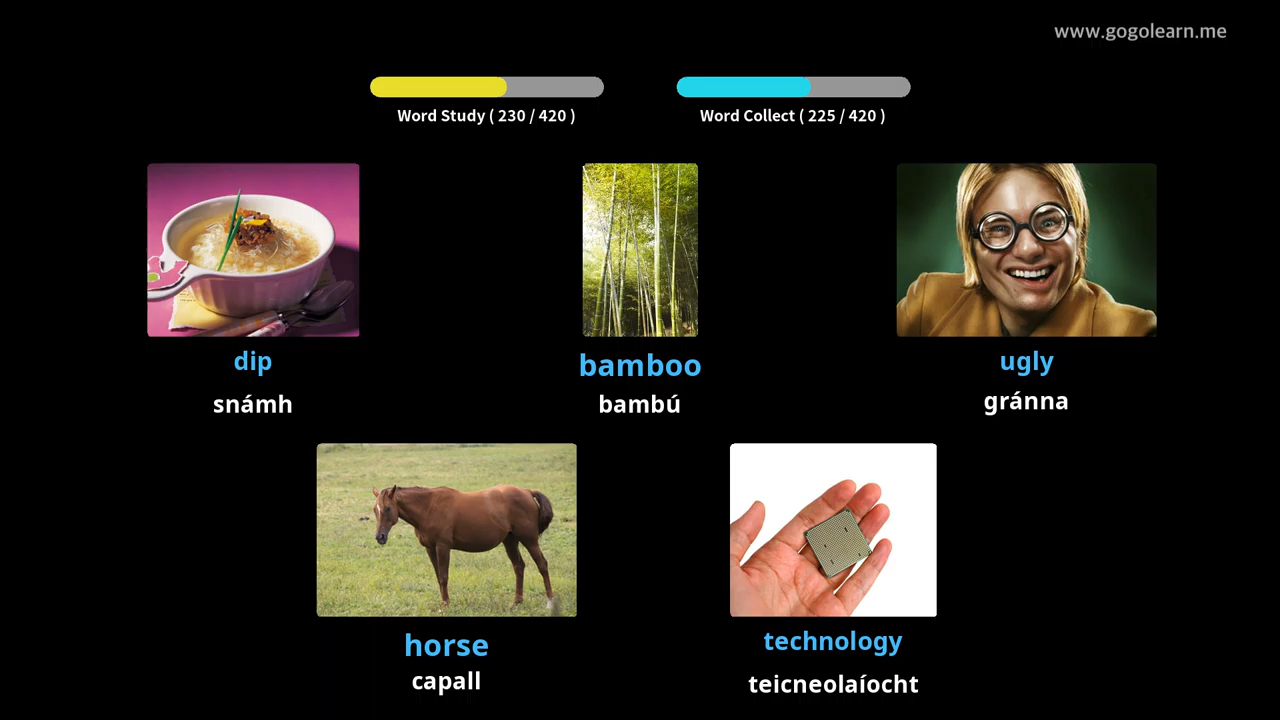 www.gogolearn.me
Word Study ( 230 / 420 )
Word Collect ( 225 / 420 )
dip
snámh
bamboo
bambú
ugly
gránna
horse
capall
technology
teicneolaíocht